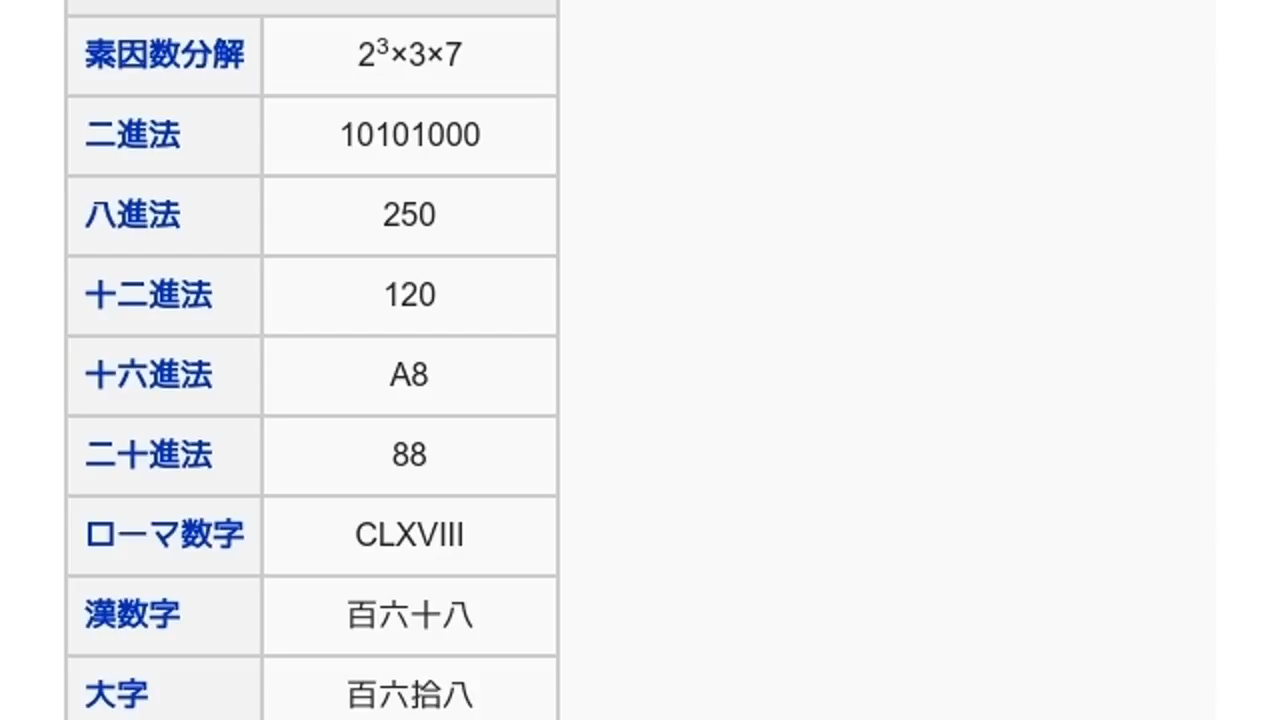 素因数分解 2³×3×7
二進法 10101000
八進法 250
十二進法 120
十六進法 A8
二十進法 88
ローマ数字 CLXVIII
漢数字 百六十八
大字 百六拾八